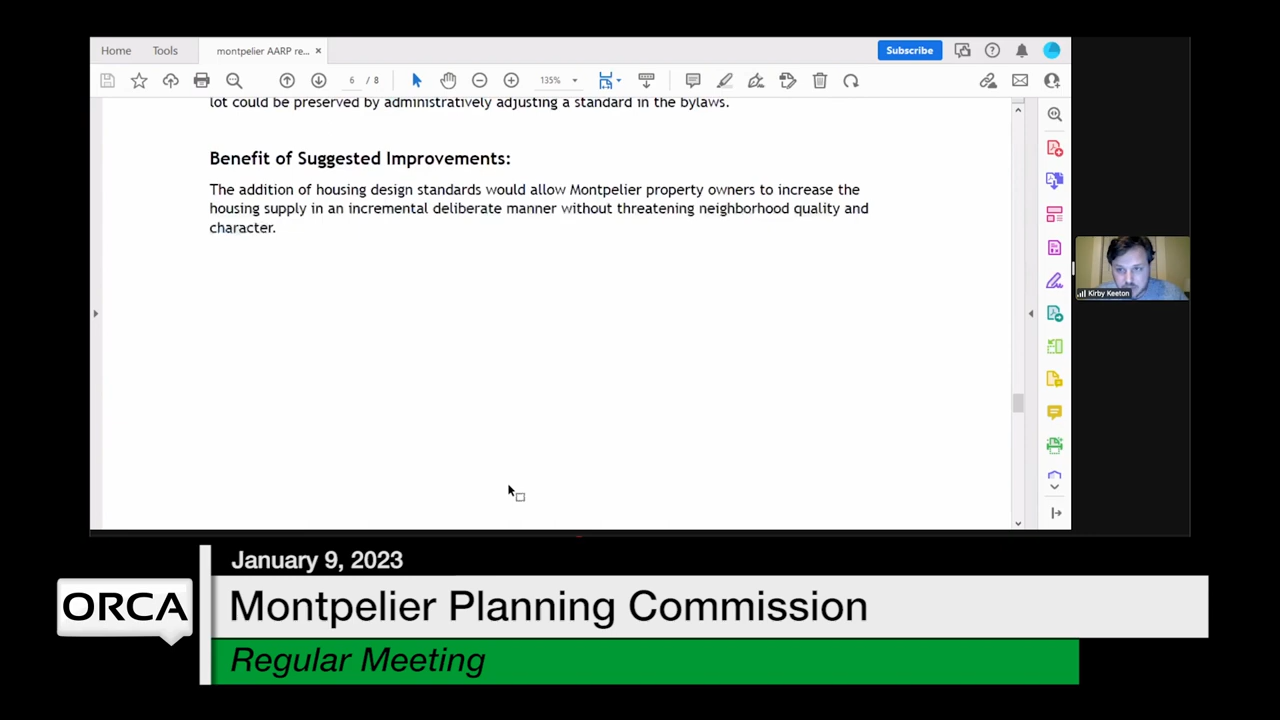 Home Tools montpelier AARP re... × Subscribe
6 / 8 135%
lot could be preserved by administratively adjusting a standard in the bylaws.
Benefit of Suggested Improvements:
The addition of housing design standards would allow Montpelier property owners to increase the
housing supply in an incremental deliberate manner without threatening neighborhood quality and
character.
Kirby Keeton
January 9, 2023
ORCA
Montpelier Planning Commission
Regular Meeting